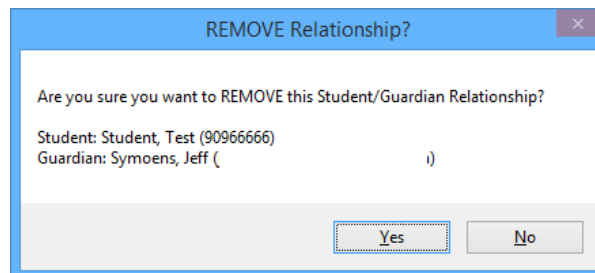 REMOVE Relationship?
Are you sure you want to REMOVE this Student/Guardian Relationship?
Student: Student, Test (90966666)
Guardian: Symoens, Jeff ( )
Yes
No